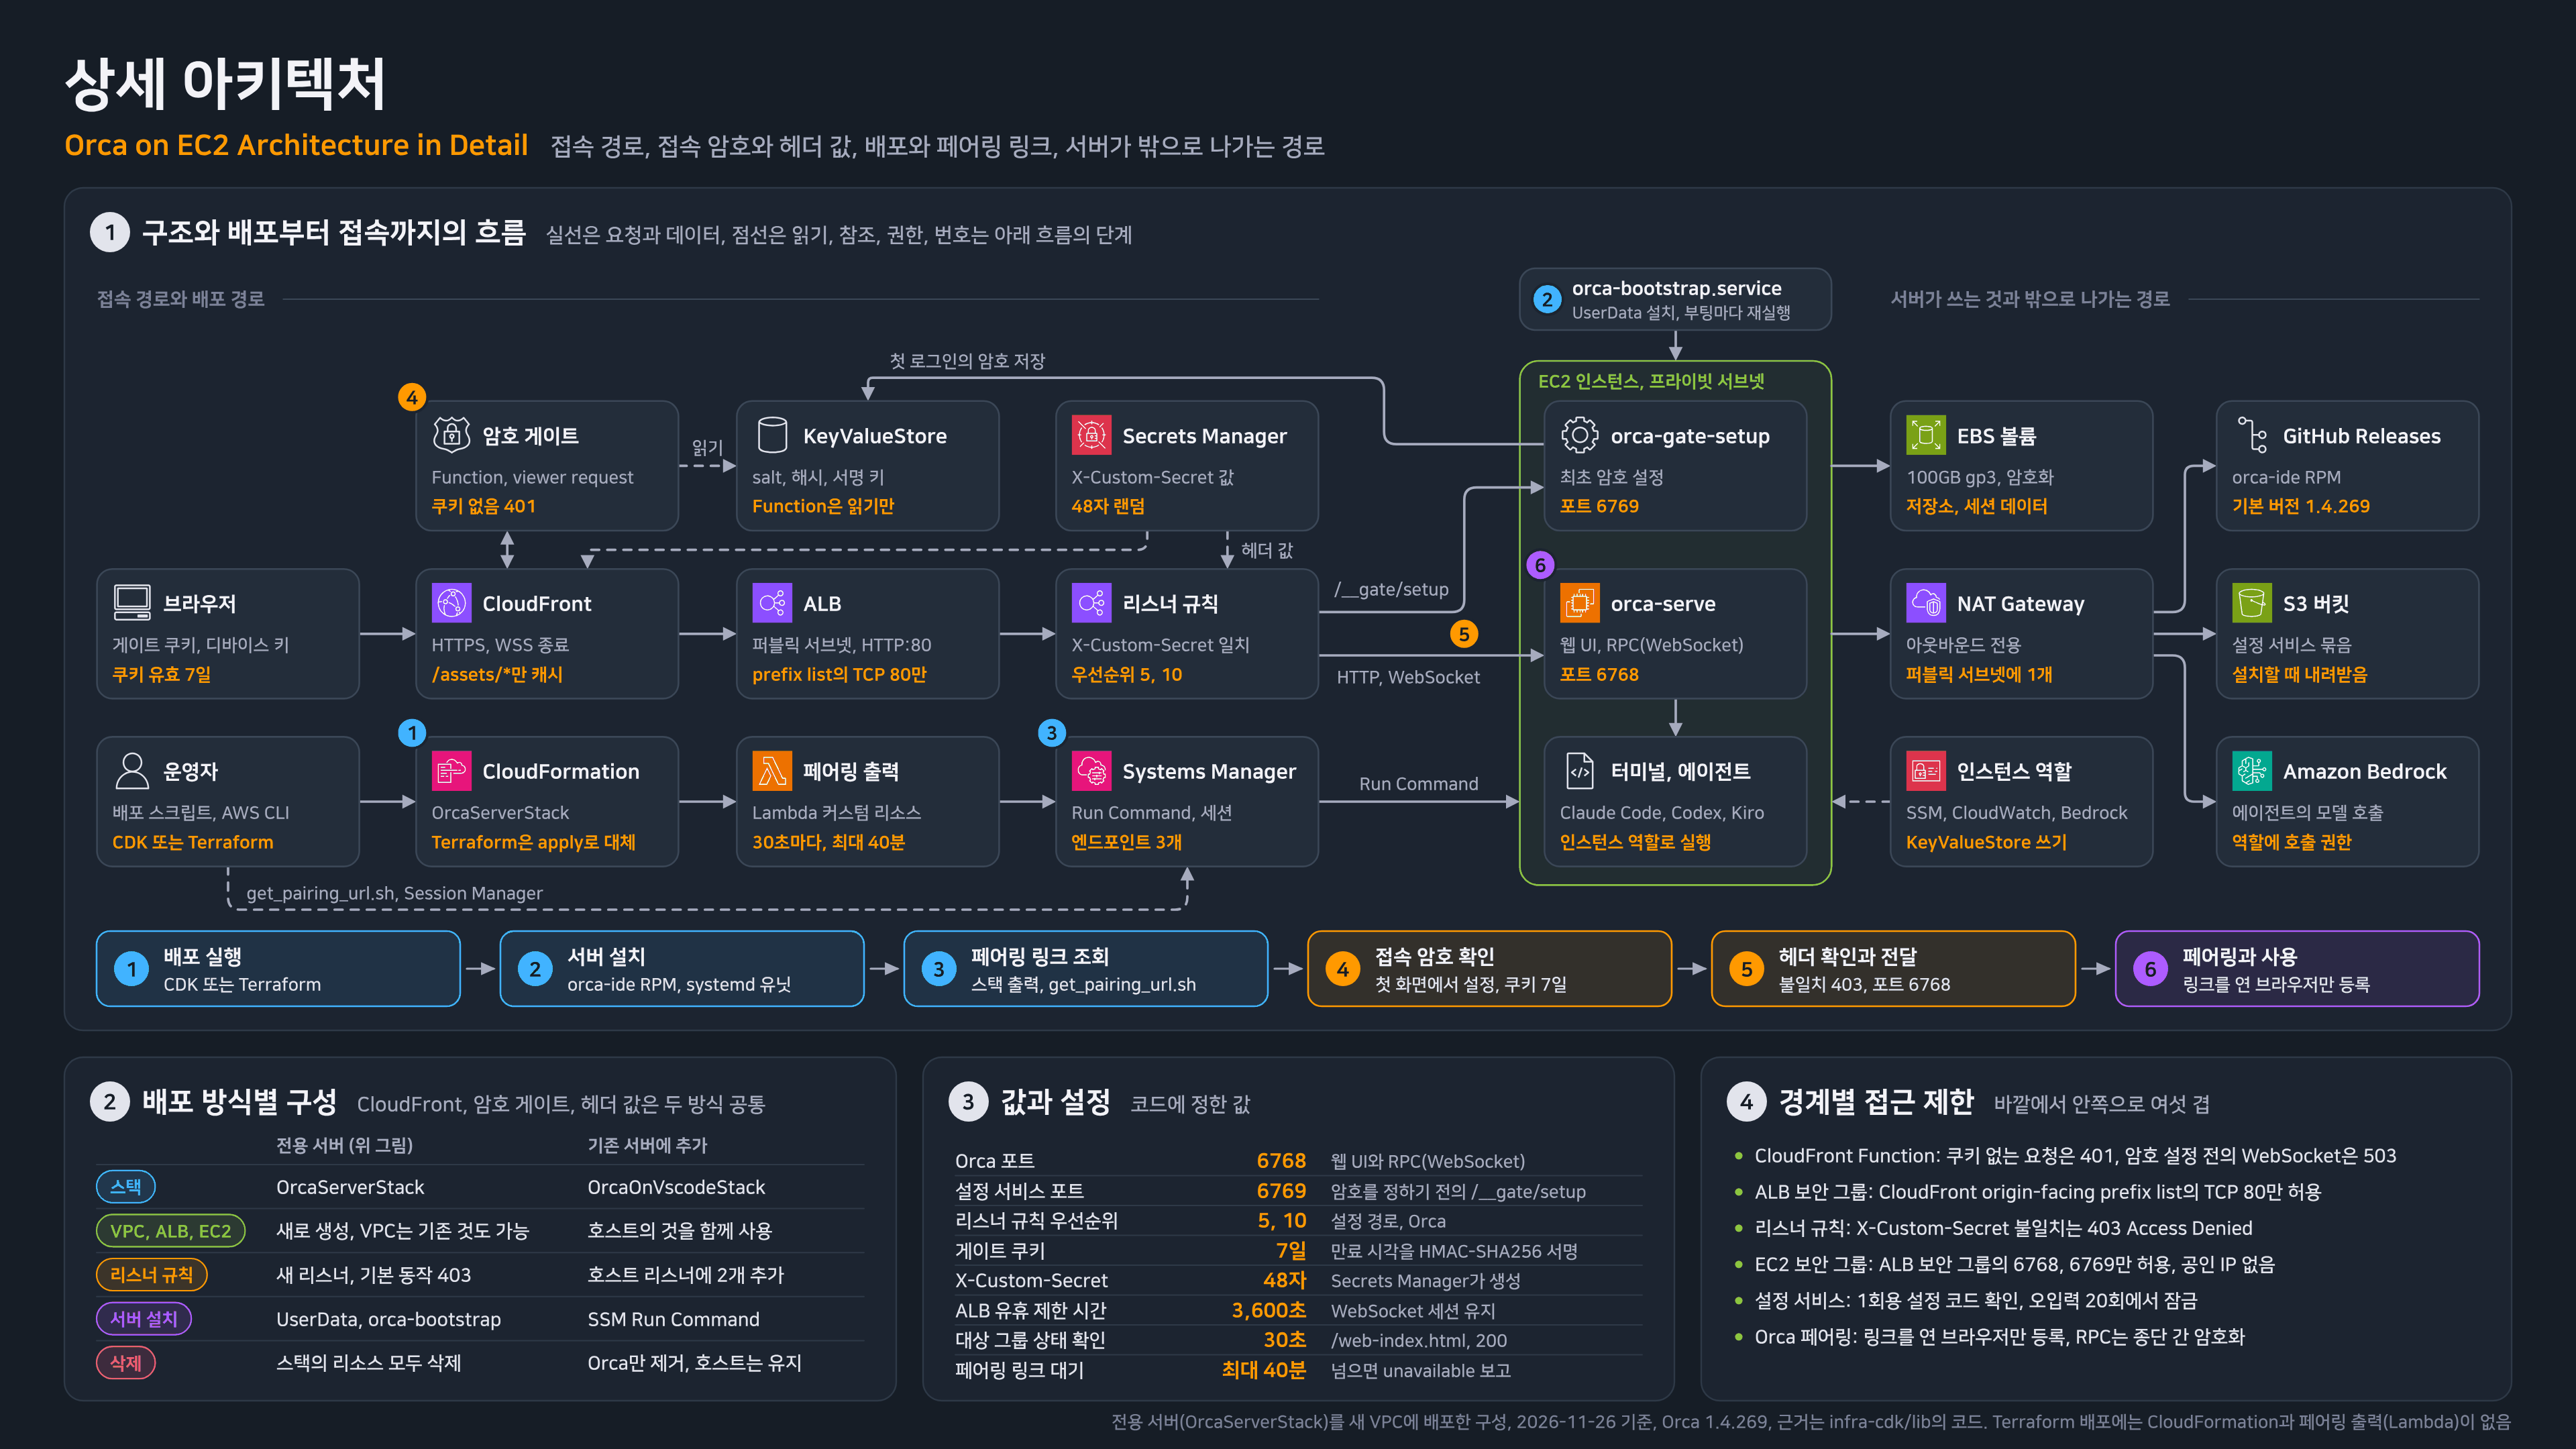 상세 아키텍처
Orca on EC2 Architecture in Detail 접속 경로, 접속 암호와 헤더 값, 배포와 페어링 링크, 서버가 밖으로 나가는 경로
1 구조와 배포부터 접속까지의 흐름 실선은 요청과 데이터, 점선은 읽기, 참조, 권한, 번호는 아래 흐름의 단계
접속 경로와 배포 경로
2 orca-bootstrap.service
UserData 설치, 부팅마다 재실행
서버가 쓰는 것과 밖으로 나가는 경로
첫 로그인의 암호 저장
EC2 인스턴스, 프라이빗 서브넷
4
암호 게이트
Function, viewer request
쿠키 없음 401
읽기
KeyValueStore
salt, 해시, 서명 키
Function은 읽기만
Secrets Manager
X-Custom-Secret 값
48자 랜덤
헤더 값
orca-gate-setup
최초 암호 설정
포트 6769
EBS 볼륨
100GB gp3, 암호화
저장소, 세션 데이터
GitHub Releases
orca-ide RPM
기본 버전 1.4.269
브라우저
게이트 쿠키, 디바이스 키
쿠키 유효 7일
CloudFront
HTTPS, WSS 종료
/assets/*만 캐시
ALB
퍼블릭 서브넷, HTTP:80
prefix list의 TCP 80만
리스너 규칙
X-Custom-Secret 일치
우선순위 5, 10
/__gate/setup
5
HTTP, WebSocket
6
orca-serve
웹 UI, RPC(WebSocket)
포트 6768
NAT Gateway
아웃바운드 전용
퍼블릭 서브넷에 1개
S3 버킷
설정 서비스 묶음
설치할 때 내려받음
운영자
배포 스크립트, AWS CLI
CDK 또는 Terraform
1
CloudFormation
OrcaServerStack
Terraform은 apply로 대체
페어링 출력
Lambda 커스텀 리소스
30초마다, 최대 40분
3
Systems Manager
Run Command, 세션
엔드포인트 3개
Run Command
터미널, 에이전트
Claude Code, Codex, Kiro
인스턴스 역할로 실행
인스턴스 역할
SSM, CloudWatch, Bedrock
KeyValueStore 쓰기
Amazon Bedrock
에이전트의 모델 호출
역할에 호출 권한
get_pairing_url.sh, Session Manager
1 배포 실행
CDK 또는 Terraform
2 서버 설치
orca-ide RPM, systemd 유닛
3 페어링 링크 조회
스택 출력, get_pairing_url.sh
4 접속 암호 확인
첫 화면에서 설정, 쿠키 7일
5 헤더 확인과 전달
불일치 403, 포트 6768
6 페어링과 사용
링크를 연 브라우저만 등록
2 배포 방식별 구성 CloudFront, 암호 게이트, 헤더 값은 두 방식 공통
전용 서버 (위 그림) 기존 서버에 추가
스택 OrcaServerStack OrcaOnVscodeStack
VPC, ALB, EC2 새로 생성, VPC는 기존 것도 가능 호스트의 것을 함께 사용
리스너 규칙 새 리스너, 기본 동작 403 호스트 리스너에 2개 추가
서버 설치 UserData, orca-bootstrap SSM Run Command
삭제 스택의 리소스 모두 삭제 Orca만 제거, 호스트는 유지
3 값과 설정 코드에 정한 값
Orca 포트 6768 웹 UI와 RPC(WebSocket)
설정 서비스 포트 6769 암호를 정하기 전의 /__gate/setup
리스너 규칙 우선순위 5, 10 설정 경로, Orca
게이트 쿠키 7일 만료 시각을 HMAC-SHA256 서명
X-Custom-Secret 48자 Secrets Manager가 생성
ALB 유휴 제한 시간 3,600초 WebSocket 세션 유지
대상 그룹 상태 확인 30초 /web-index.html, 200
페어링 링크 대기 최대 40분 넘으면 unavailable 보고
4 경계별 접근 제한 바깥에서 안쪽으로 여섯 겹
• CloudFront Function: 쿠키 없는 요청은 401, 암호 설정 전의 WebSocket은 503
• ALB 보안 그룹: CloudFront origin-facing prefix list의 TCP 80만 허용
• 리스너 규칙: X-Custom-Secret 불일치는 403 Access Denied
• EC2 보안 그룹: ALB 보안 그룹의 6768, 6769만 허용, 공인 IP 없음
• 설정 서비스: 1회용 설정 코드 확인, 오입력 20회에서 잠금
• Orca 페어링: 링크를 연 브라우저만 등록, RPC는 종단 간 암호화
전용 서버(OrcaServerStack)를 새 VPC에 배포한 구성, 2026-11-26 기준, Orca 1.4.269, 근거는 infra-cdk/lib의 코드. Terraform 배포에는 CloudFormation과 페어링 출력(Lambda)이 없음